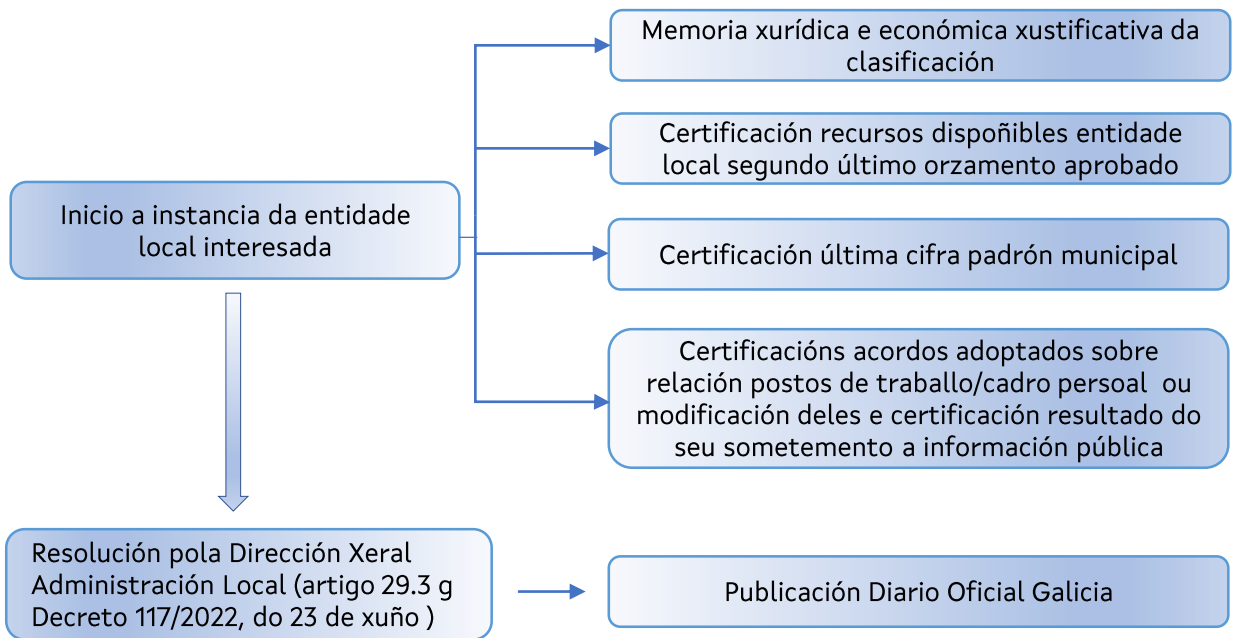 Memoria xurídica e económica xustificativa da
clasificación
Certificación recursos dispoñibles entidade
local segundo último orzamento aprobado
Inicio a instancia da entidade
local interesada
Certificación última cifra padrón municipal
Certificacións acordos adoptados sobre
relación postos de traballo/cadro persoal ou
modificación deles e certificación resultado do
seu sometemento a información pública
Resolución pola Dirección Xeral
Administración Local (artigo 29.3 g
Decreto 117/2022, do 23 de xuño )
Publicación Diario Oficial Galicia